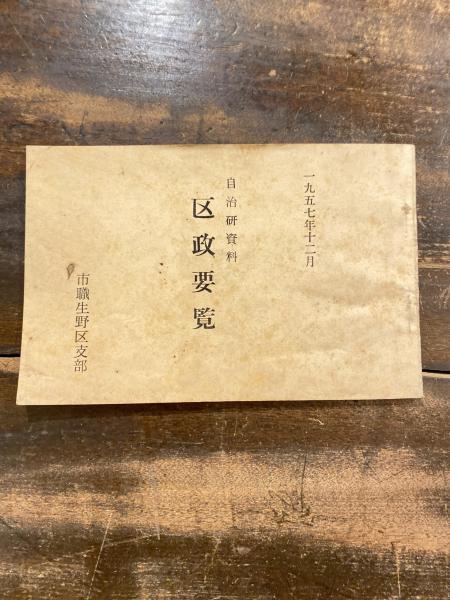 一九五七年十二月
自治研資料
区政要覧
市職生野区支部